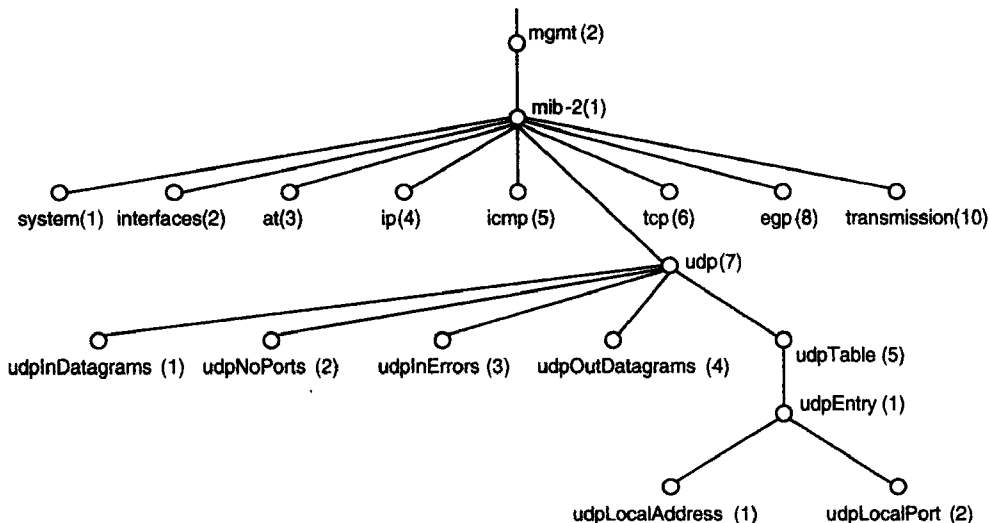 mgmt (2)
mib-2(1)
system(1) interfaces(2) at(3) ip(4) icmp (5) tcp (6) egp (8) transmission(10)
udp (7)
udpInDatagrams (1) udpNoPorts (2) udpInErrors (3) udpOutDatagrams (4) udpTable (5)
udpEntry (1)
udpLocalAddress (1) udpLocalPort (2)